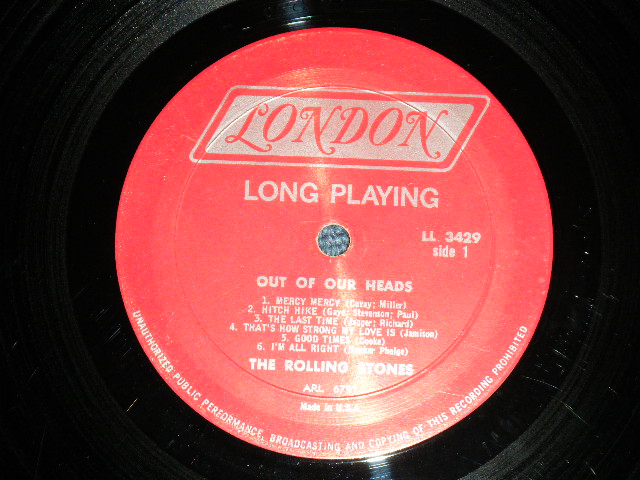 LONDON
LONG PLAYING
LL 3429
side 1
OUT OF OUR HEADS
1. MERCY MERCY (Covay; Miller)
2. HITCH HIKE (Gaye; Stevenson; Paul)
3. THE LAST TIME (Jagger; Richard)
4. THAT'S HOW STRONG MY LOVE IS (Jamison)
5. GOOD TIMES (Cooke)
6. I'M ALL RIGHT (Nanker Phelge)
THE ROLLING STONES
ARL
Made in U.S.A.
UNAUTHORIZED PUBLIC PERFORMANCE, BROADCASTING AND COPYING OF THIS RECORDING PROHIBITED